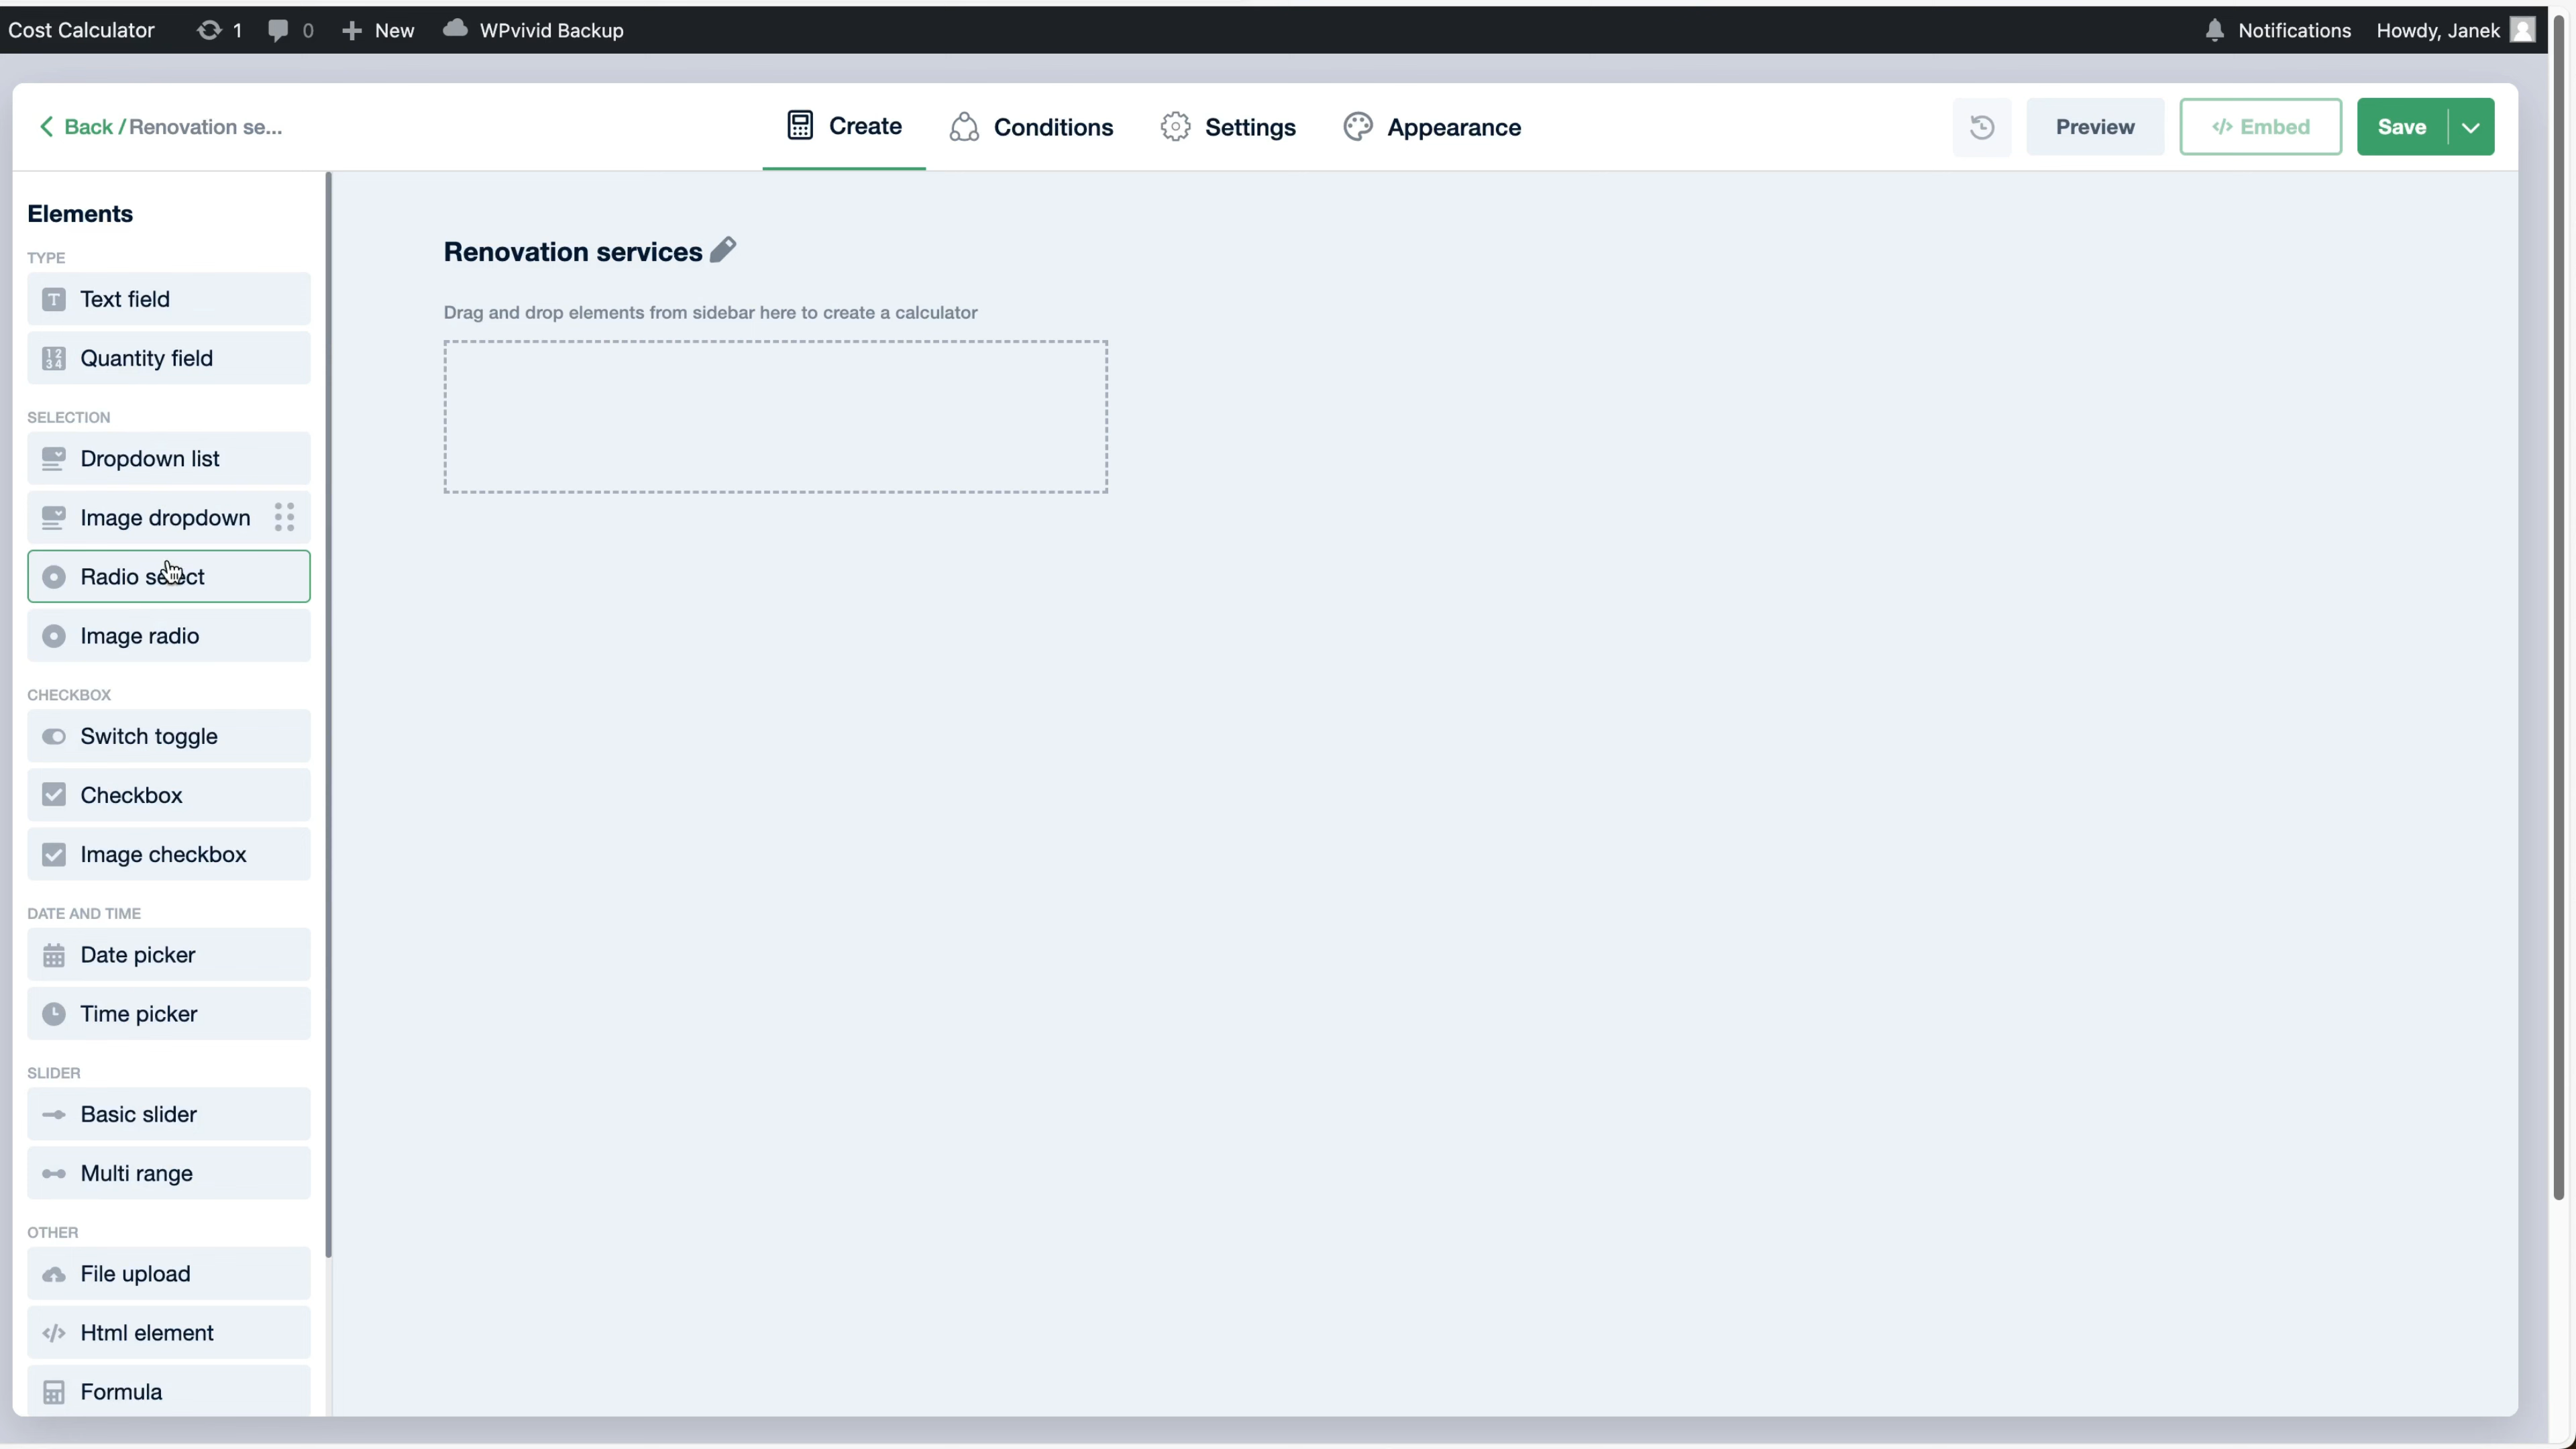 Cost Calculator 1 0 New WPvivid Backup Notifications Howdy, Janek
Back / Renovation se... Create Conditions Settings Appearance Preview </> Embed Save
Elements
TYPE
Text field
Quantity field
SELECTION
Dropdown list
Image dropdown
Radio select
Image radio
CHECKBOX
Switch toggle
Checkbox
Image checkbox
DATE AND TIME
Date picker
Time picker
SLIDER
Basic slider
Multi range
OTHER
File upload
Html element
Formula
Renovation services
Drag and drop elements from sidebar here to create a calculator